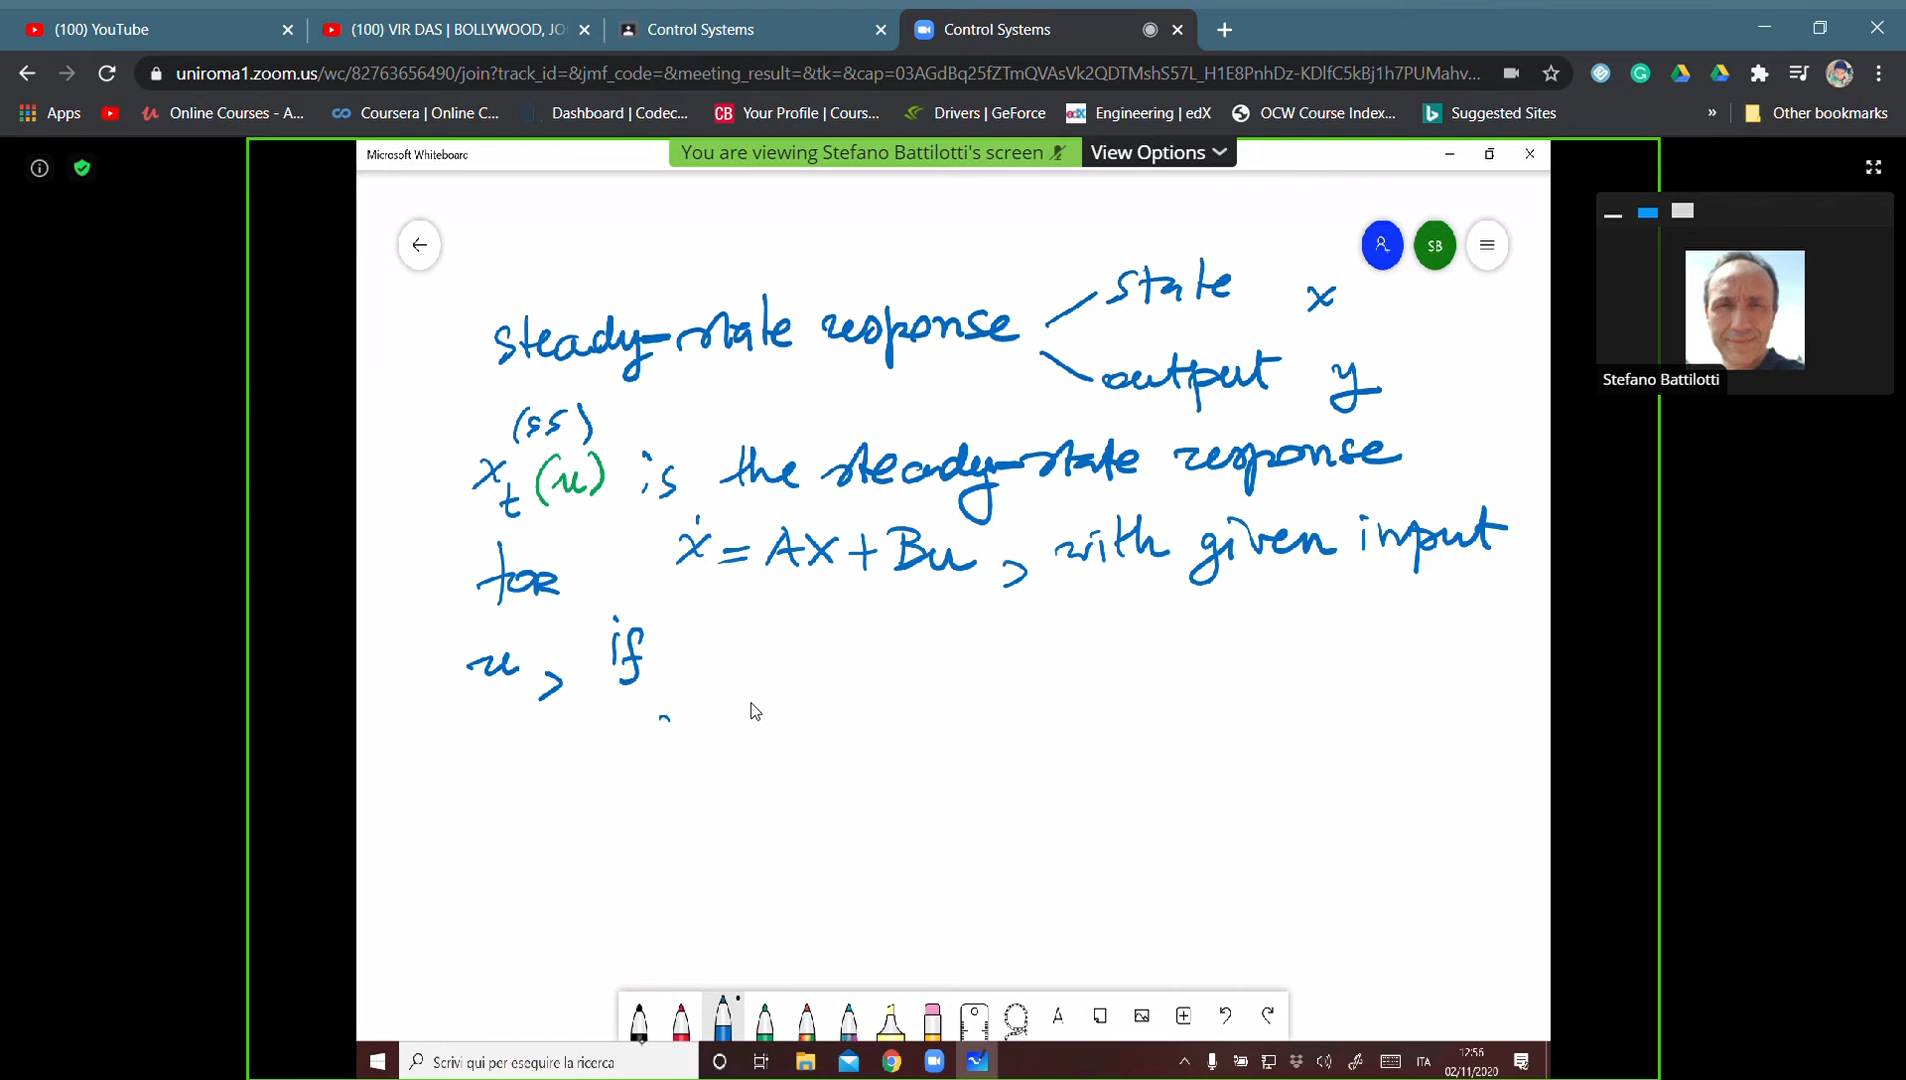 (100) YouTube
(100) VIR DAS | BOLLYWOOD, JO
Control Systems
Control Systems
uniroma1.zoom.us/wc/82763656490/join?track_id=&jmf_code=&meeting_result=&tk=&cap=03AGdBq25fZTmQVAsVk2QDTMshS57L_H1E8PnhDz-KDlfC5kBj1h7PUMahv...
Apps
Online Courses - A...
Coursera | Online C...
Dashboard | Codec...
CB Your Profile | Cours...
Drivers | GeForce
edX Engineering | edX
OCW Course Index...
Suggested Sites
»
Other bookmarks
Microsoft Whiteboard
You are viewing Stefano Battilotti's screen
View Options
SB
steady-state response
state x
output y
x_t^(ss) (u) is the steady-state response
for ẋ = AX + Bu, with given input
u, if
Stefano Battilotti
Scrivi qui per eseguire la ricerca
ITA
12:56
02/11/2020